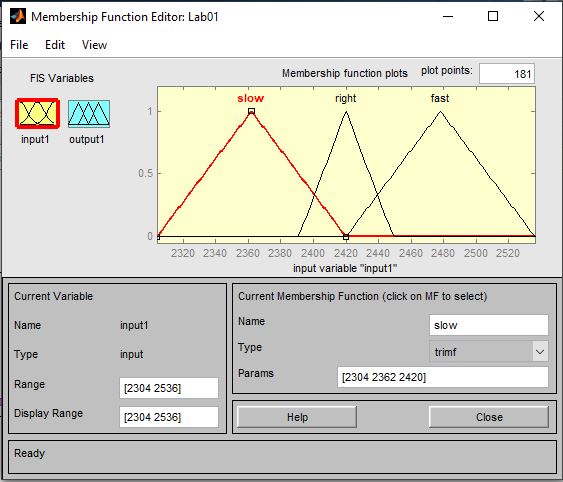 Membership Function Editor: Lab01
File Edit View
FIS Variables
input1 output1
Membership function plots plot points: 181
slow right fast
1
0.5
0
2320 2340 2360 2380 2400 2420 2440 2460 2480 2500 2520
input variable "input1"
Current Variable
Name input1
Type input
Range [2304 2536]
Display Range [2304 2536]
Current Membership Function (click on MF to select)
Name slow
Type trimf
Params [2304 2362 2420]
Help Close
Ready